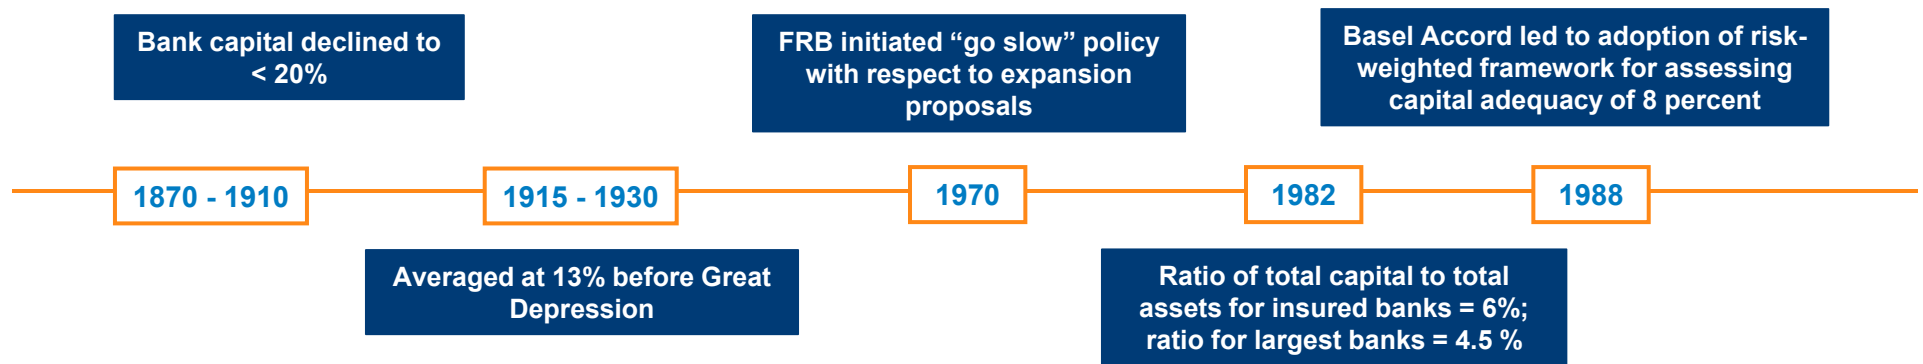 Bank capital declined to
< 20%
FRB initiated “go slow” policy
with respect to expansion
proposals
Basel Accord led to adoption of risk-
weighted framework for assessing
capital adequacy of 8 percent
1870 - 1910
1915 - 1930
1970
1982
1988
Averaged at 13% before Great
Depression
Ratio of total capital to total
assets for insured banks = 6%;
ratio for largest banks = 4.5 %